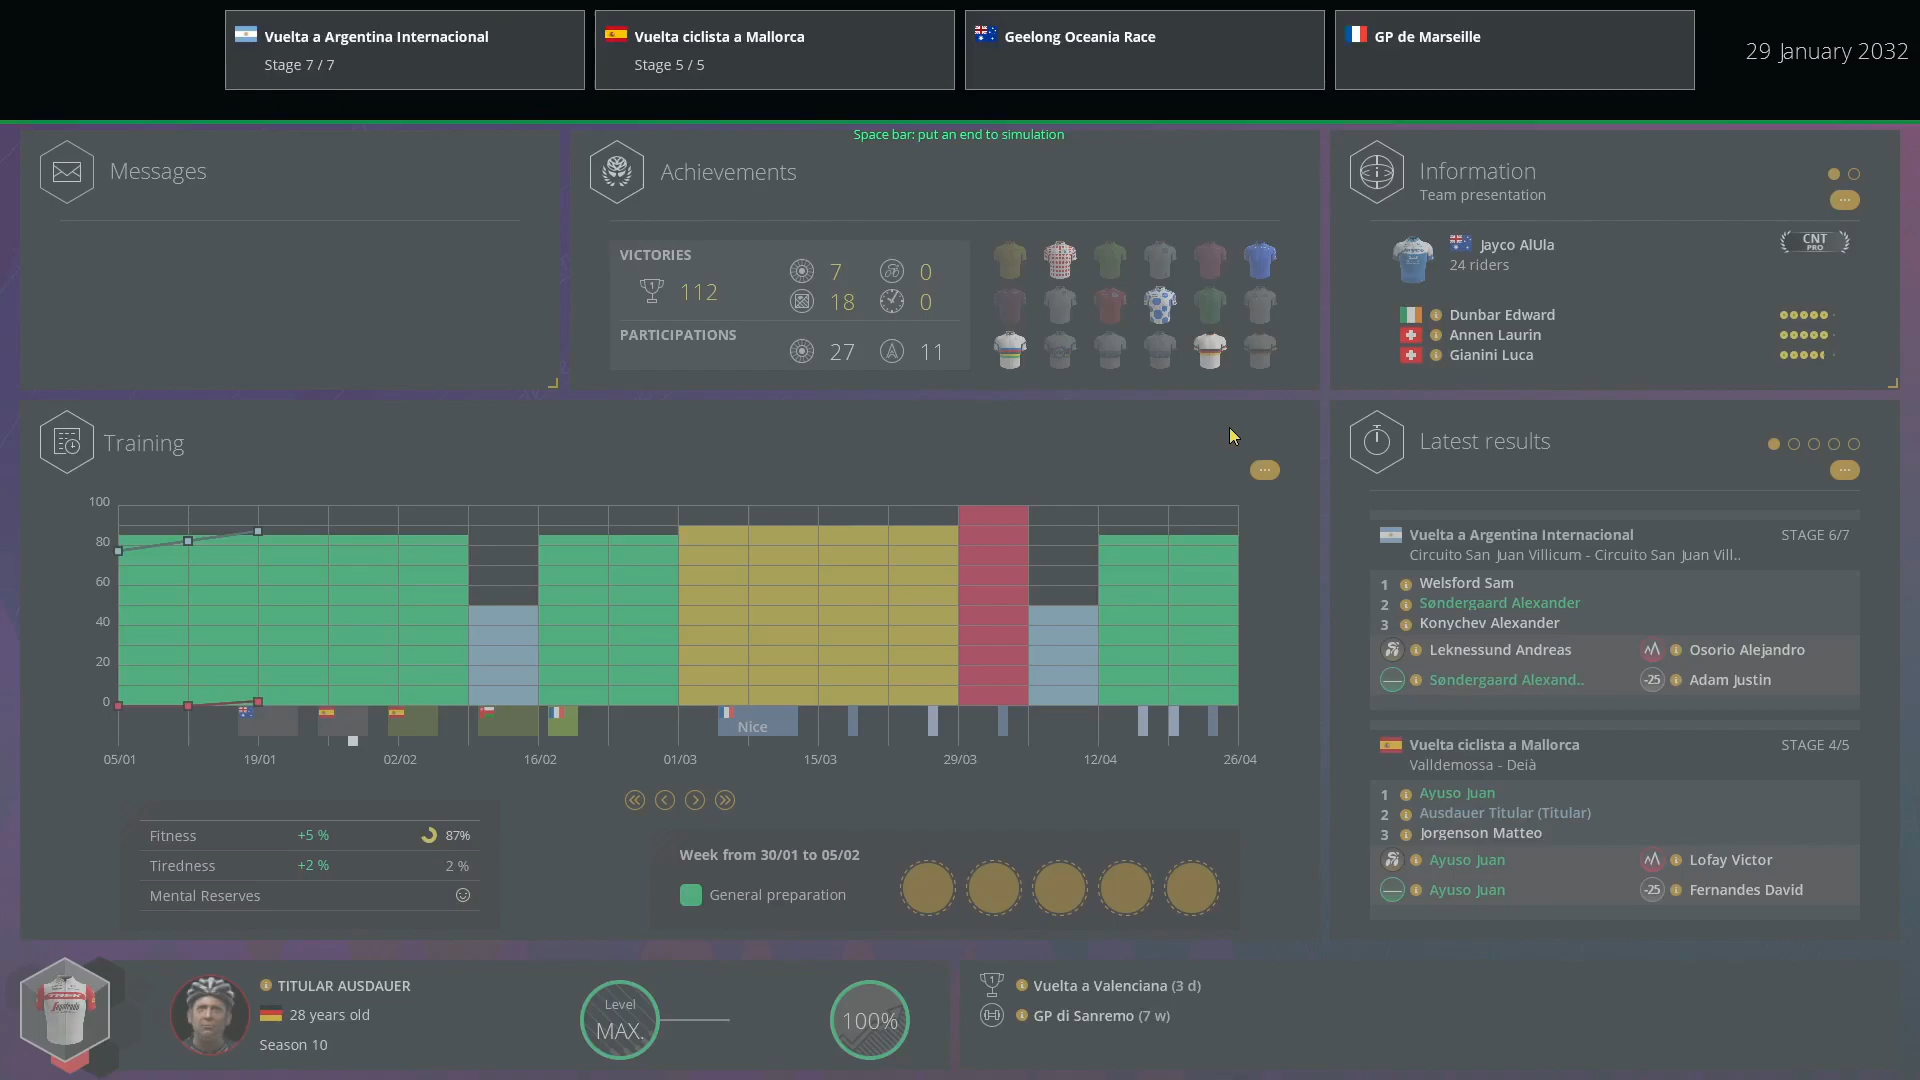 Vuelta a Argentina Internacional
Stage 7 / 7
Vuelta ciclista a Mallorca
Stage 5 / 5
Geelong Oceania Race
GP de Marseille
29 January 2032
Space bar: put an end to simulation
Messages
Achievements
VICTORIES
112
7
0
18
0
PARTICIPATIONS
27
11
Information
Team presentation
Jayco AlUla
24 riders
CNT
PRO
Dunbar Edward
Annen Laurin
Gianini Luca
Training
100
80
60
40
20
0
Nice
05/01
19/01
02/02
16/02
01/03
15/03
29/03
12/04
26/04
Fitness +5 % 87%
Tiredness +2 % 2 %
Mental Reserves
Week from 30/01 to 05/02
General preparation
Latest results
Vuelta a Argentina Internacional STAGE 6/7
Circuito San Juan Villicum - Circuito San Juan Vill..
1 Welsford Sam
2 Søndergaard Alexander
3 Konychev Alexander
Leknessund Andreas
Osorio Alejandro
Søndergaard Alexand..
-25 Adam Justin
Vuelta ciclista a Mallorca STAGE 4/5
Valldemossa - Deià
1 Ayuso Juan
2 Ausdauer Titular (Titular)
3 Jorgenson Matteo
Ayuso Juan
Lofay Victor
Ayuso Juan
-25 Fernandes David
TITULAR AUSDAUER
28 years old
Season 10
Level
MAX.
100%
Vuelta a Valenciana (3 d)
GP di Sanremo (7 w)